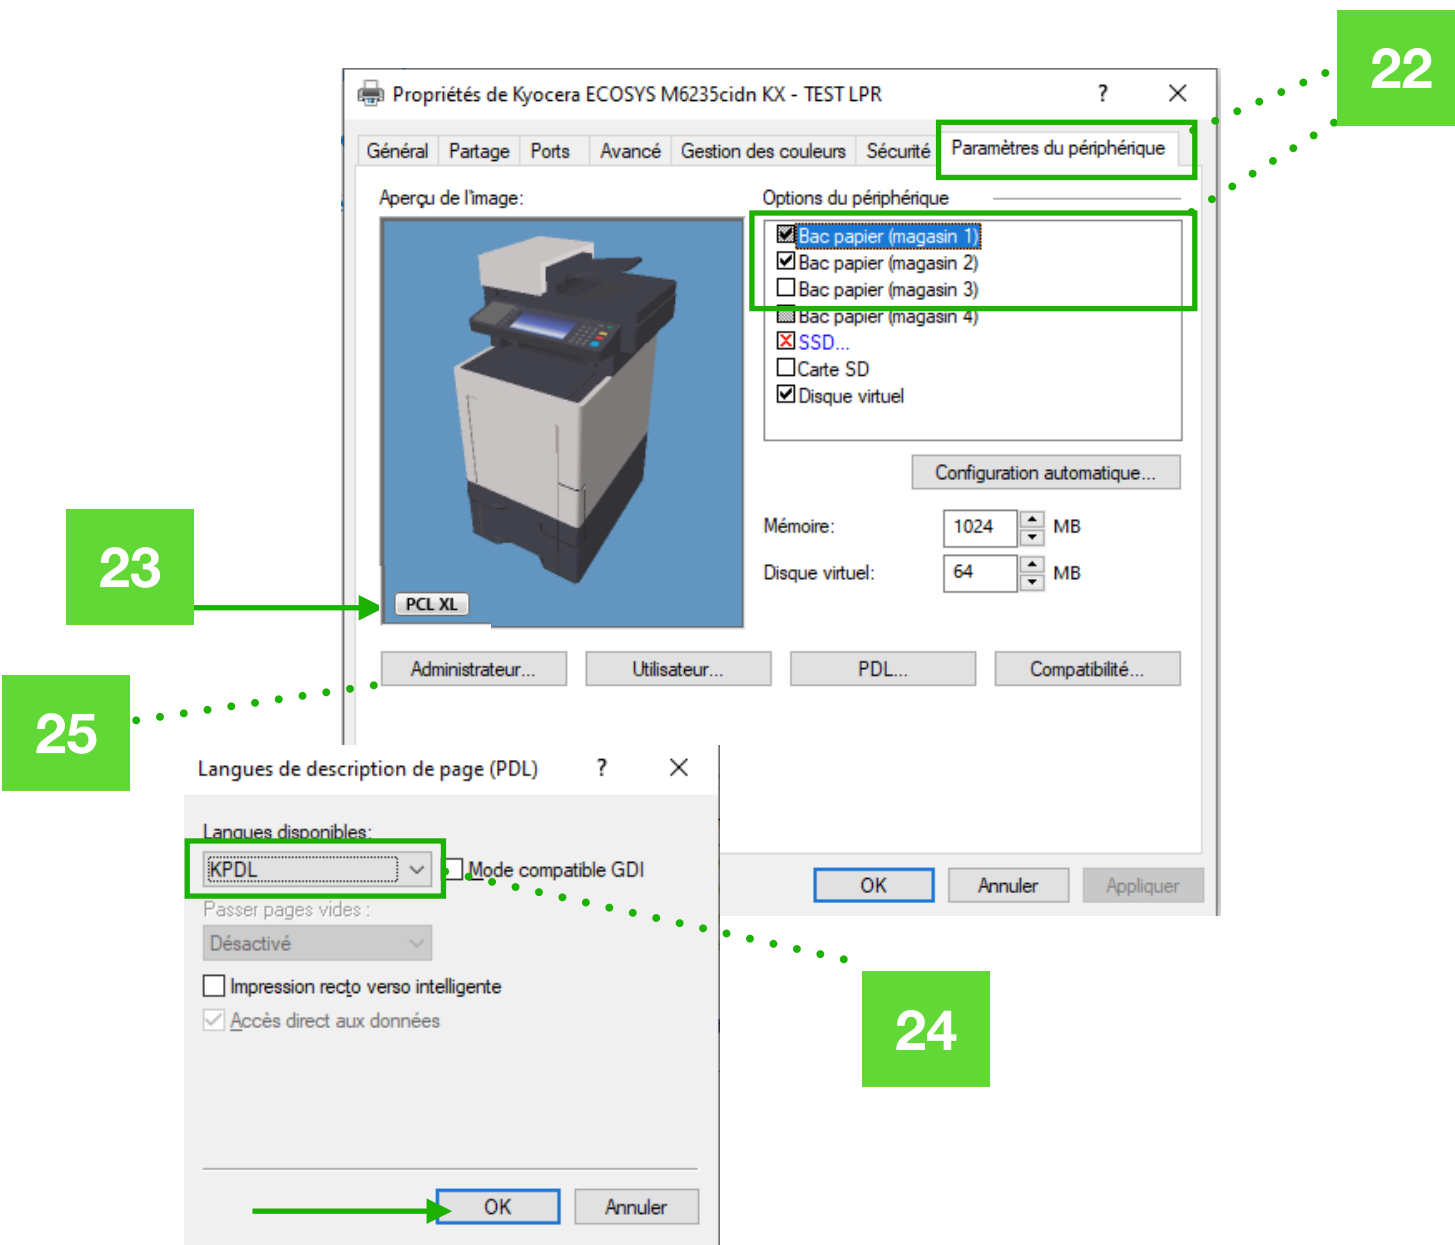 22
Propriétés de Kyocera ECOSYS M6235cidn KX - TEST LPR ?
Général Partage Ports Avancé Gestion des couleurs Sécurité Paramètres du périphérique
Aperçu de l'image:
Options du périphérique
Bac papier (magasin 1)
Bac papier (magasin 2)
Bac papier (magasin 3)
Bac papier (magasin 4)
SSD...
Carte SD
Disque virtuel
Configuration automatique...
Mémoire: 1024 MB
Disque virtuel: 64 MB
23
PCL XL
Administrateur... Utilisateur... PDL... Compatibilité...
25
Langues de description de page (PDL) ?
Langues disponibles:
KPDL Mode compatible GDI
Passer pages vides :
Désactivé
Impression recto verso intelligente
Accès direct aux données
OK Annuler
OK Annuler Appliquer
24